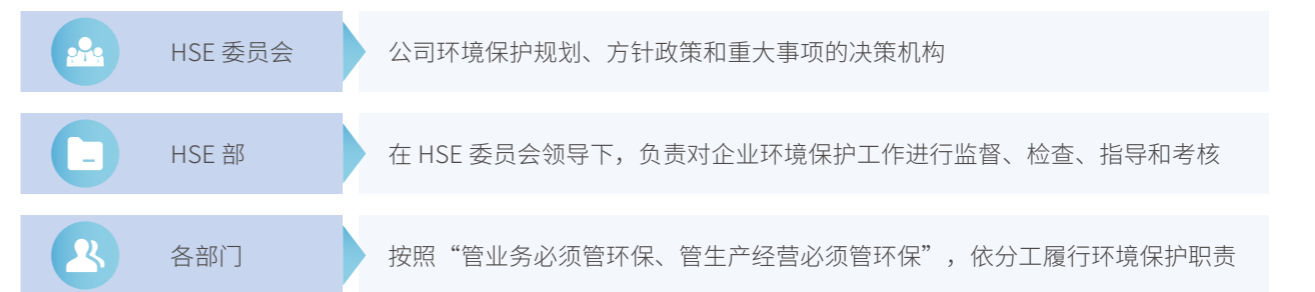 HSE 委员会
公司环境保护规划、方针政策和重大事项的决策机构
HSE 部
在 HSE 委员会领导下，负责对企业环境保护工作进行监督、检查、指导和考核
各部门
按照“管业务必须管环保、管生产经营必须管环保”，依分工履行环境保护职责